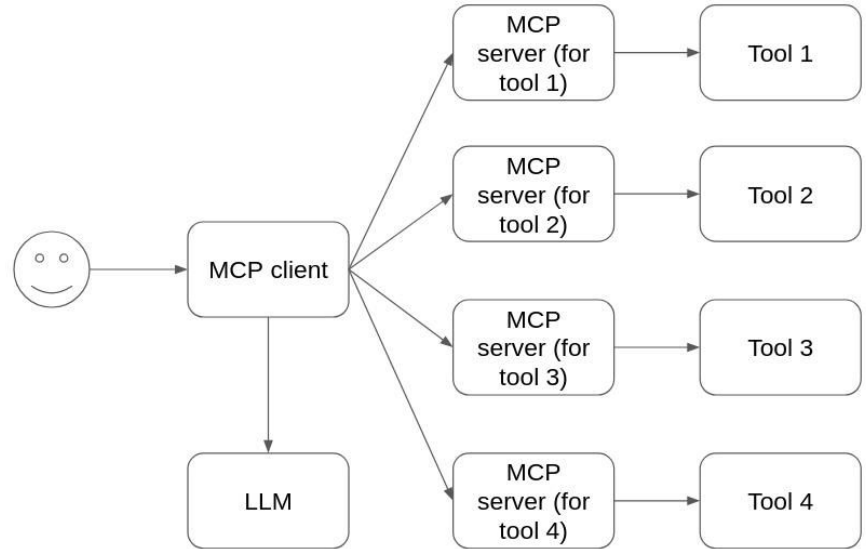 MCP
server (for
tool 1)
Tool 1
MCP
server (for
tool 2)
Tool 2
MCP client
MCP
server (for
tool 3)
Tool 3
LLM
MCP
server (for
tool 4)
Tool 4